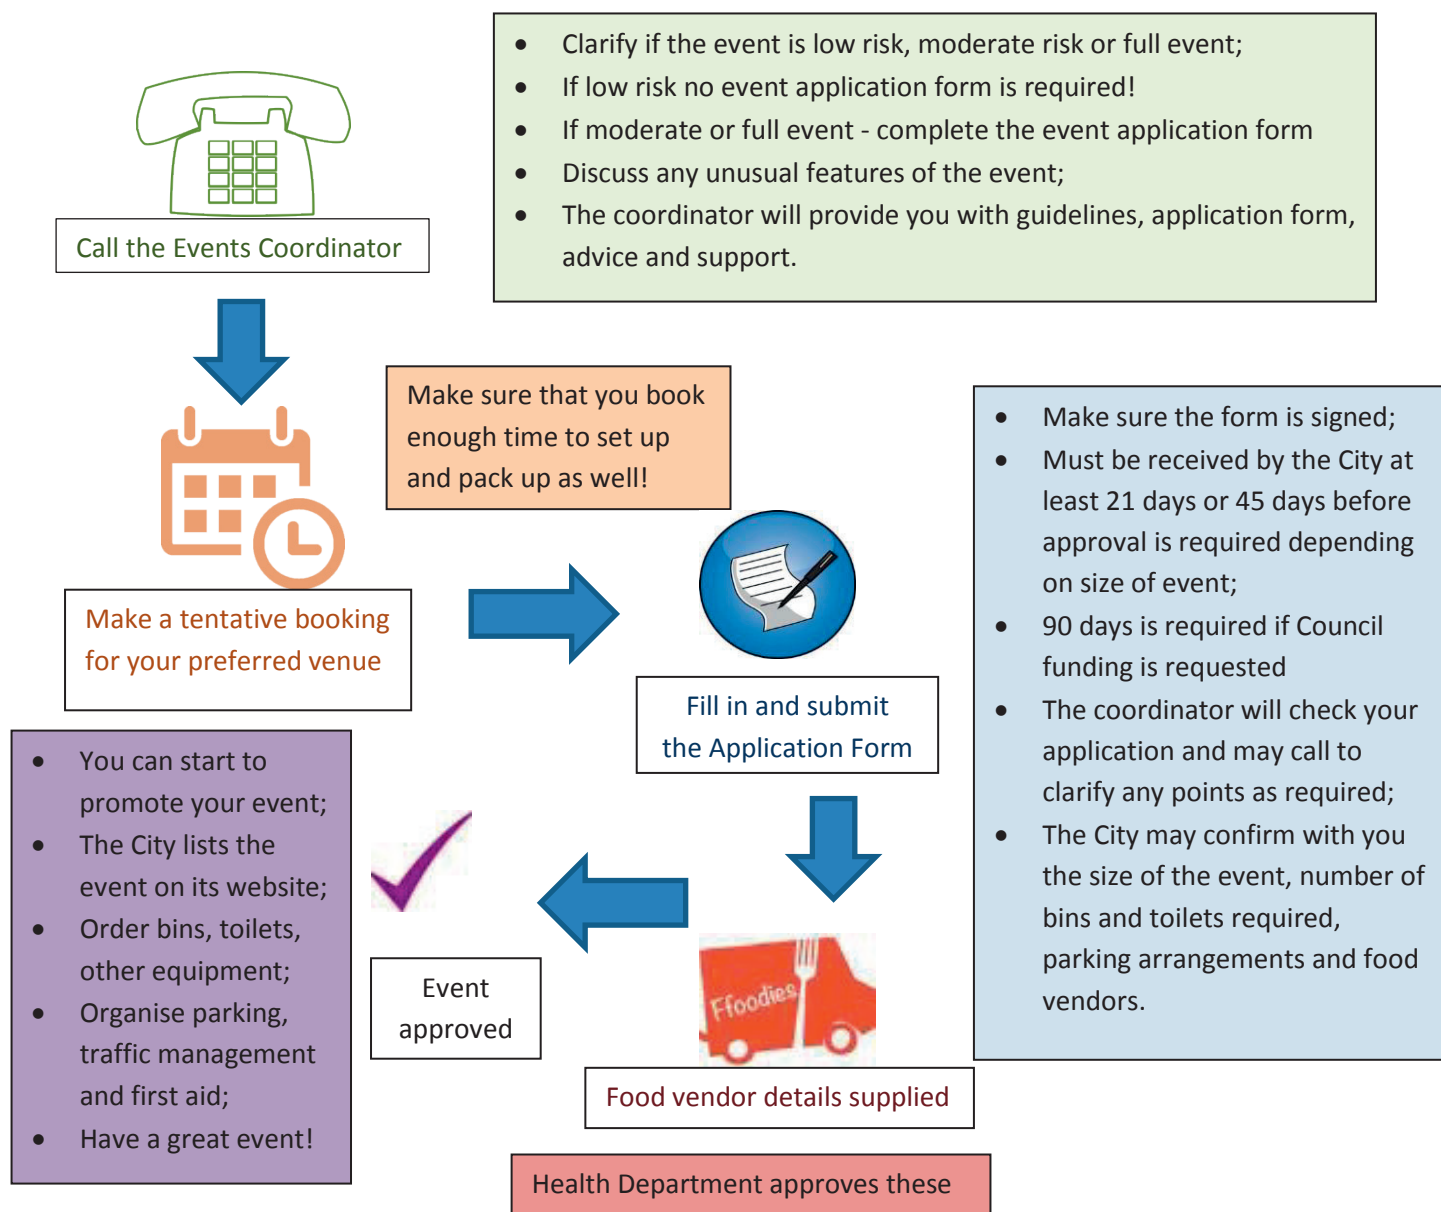 • Clarify if the event is low risk, moderate risk or full event;
• If low risk no event application form is required!
• If moderate or full event - complete the event application form
• Discuss any unusual features of the event;
• The coordinator will provide you with guidelines, application form,
advice and support.
Call the Events Coordinator
Make sure that you book
enough time to set up
and pack up as well!
Make a tentative booking
for your preferred venue
Fill in and submit
the Application Form
• Make sure the form is signed;
• Must be received by the City at
least 21 days or 45 days before
approval is required depending
on size of event;
• 90 days is required if Council
funding is requested
• The coordinator will check your
application and may call to
clarify any points as required;
• The City may confirm with you
the size of the event, number of
bins and toilets required,
parking arrangements and food
vendors.
Ffoodies
Food vendor details supplied
Health Department approves these
Event
approved
• You can start to
promote your event;
• The City lists the
event on its website;
• Order bins, toilets,
other equipment;
• Organise parking,
traffic management
and first aid;
• Have a great event!